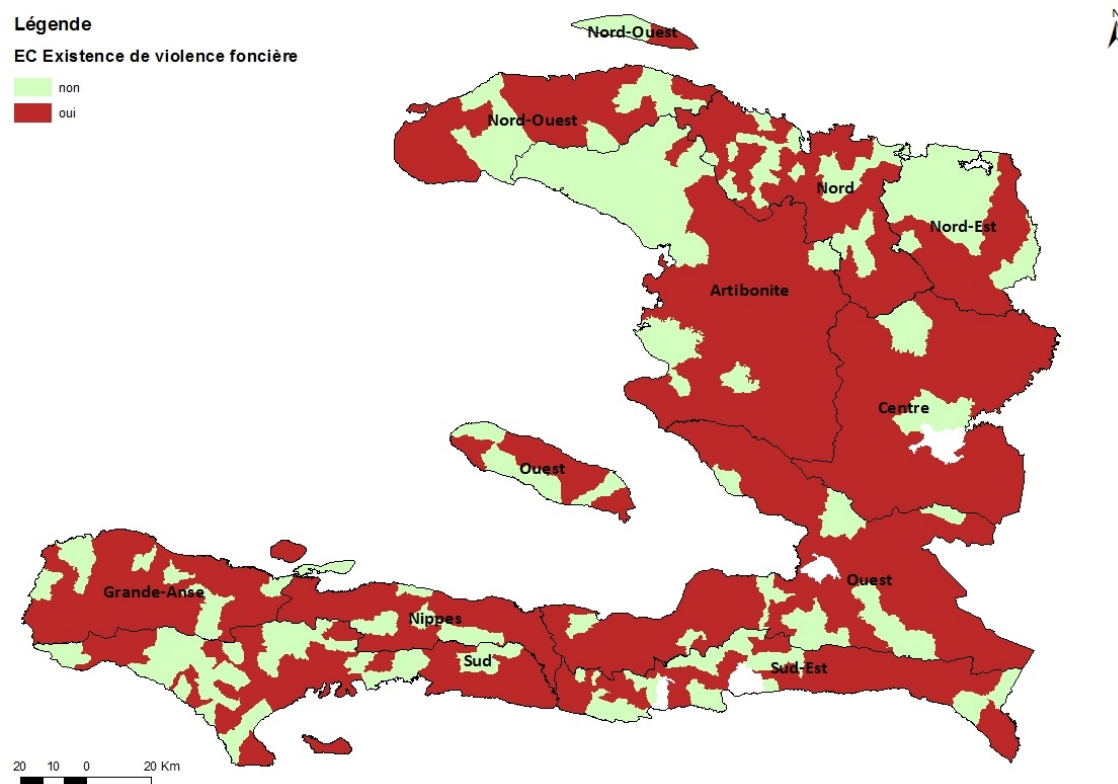 Légende
EC Existence de violence foncière
non
oui
N
Nord-Ouest
Nord-Ouest
Nord
Nord-Est
Artibonite
Centre
Ouest
Ouest
Grande-Anse
Nippes
Sud
Sud-Est
20 10 0 20 Km